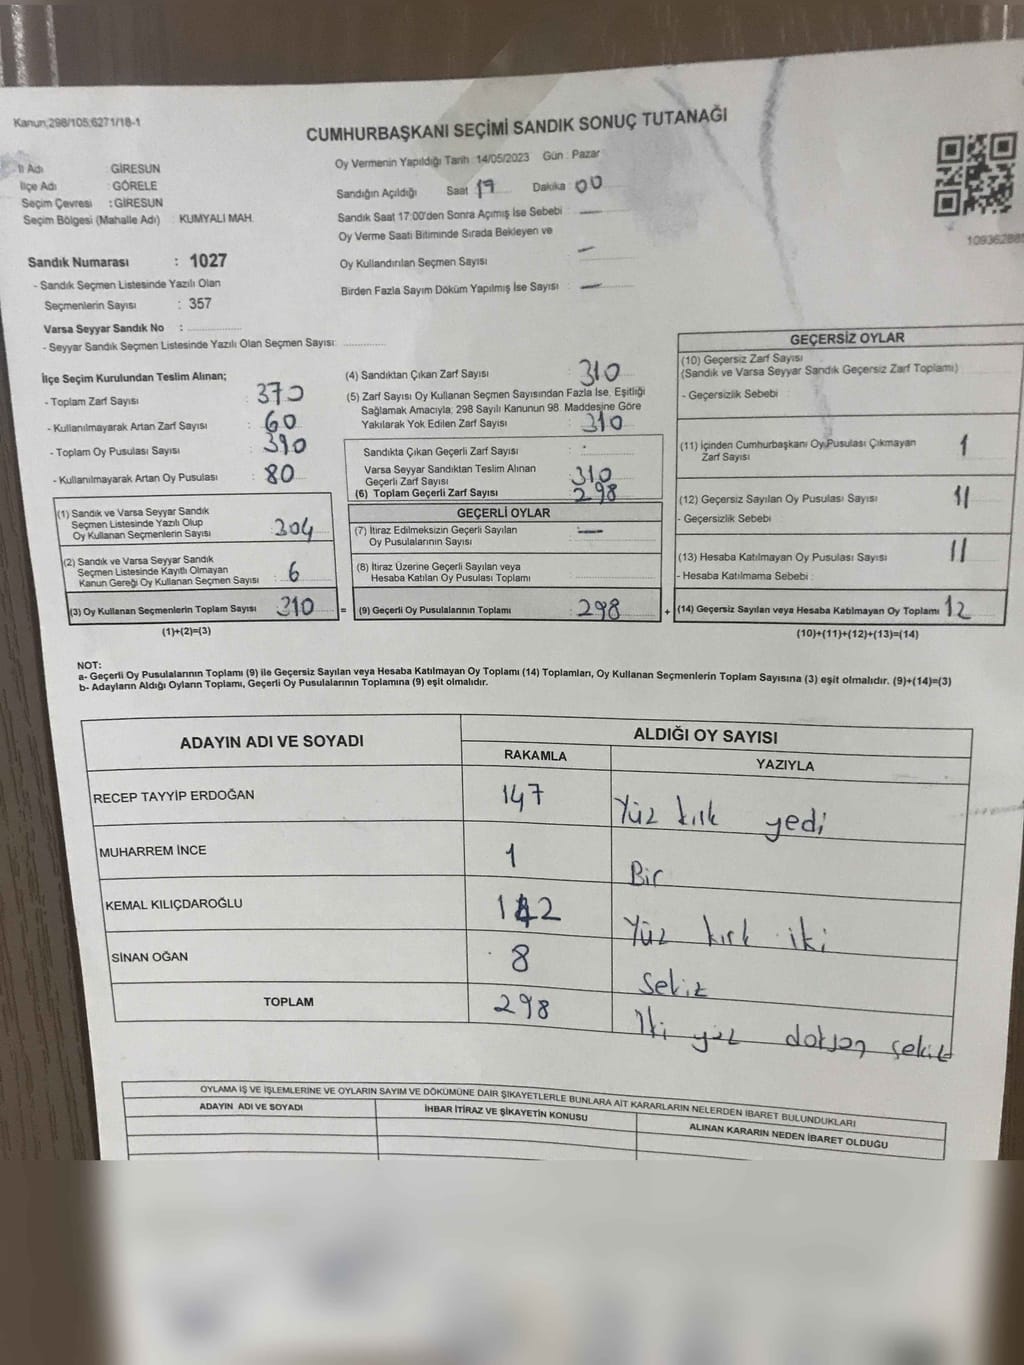 Kanun;298/105;6271/18-1
CUMHURBAŞKANI SEÇİMİ SANDIK SONUÇ TUTANAĞI
İl Adı : GİRESUN
İlçe Adı : GÖRELE
Seçim Çevresi : GİRESUN
Seçim Bölgesi (Mahalle Adı) : KUMYALI MAH.
Oy Vermenin Yapıldığı Tarih : 14/05/2023 Gün : Pazar
Sandığın Açıldığı Saat 17 Dakika : 00
Sandık Saat 17:00'den Sonra Açımış İse Sebebi : —
Oy Verme Saati Bitiminde Sırada Bekleyen ve
Oy Kullandırılan Seçmen Sayısı —
Birden Fazla Sayım Döküm Yapılmış İse Sayısı : —
109362885
Sandık Numarası : 1027
- Sandık Seçmen Listesinde Yazılı Olan
Seçmenlerin Sayısı : 357
Varsa Seyyar Sandık No :
- Seyyar Sandık Seçmen Listesinde Yazılı Olan Seçmen Sayısı:
İlçe Seçim Kurulundan Teslim Alınan;
- Toplam Zarf Sayısı : 370
- Kullanılmayarak Artan Zarf Sayısı : 60
- Toplam Oy Pusulası Sayısı : 390
- Kullanılmayarak Artan Oy Pusulası : 80
(1) Sandık ve Varsa Seyyar Sandık
Seçmen Listesinde Yazılı Olup
Oy Kullanan Seçmenlerin Sayısı : 304
(2) Sandık ve Varsa Seyyar Sandık
Seçmen Listesinde Kayıtlı Olmayan
Kanun Gereği Oy Kullanan Seçmen Sayısı : 6
(3) Oy Kullanan Seçmenlerin Toplam Sayısı : 310 =
(1)+(2)=(3)
(4) Sandıktan Çıkan Zarf Sayısı : 310
(5) Zarf Sayısı Oy Kullanan Seçmen Sayısından Fazla İse, Eşitliği
Sağlamak Amacıyla, 298 Sayılı Kanunun 98. Maddesine Göre
Yakılarak Yok Edilen Zarf Sayısı : 310
Sandıkta Çıkan Geçerli Zarf Sayısı :
Varsa Seyyar Sandıktan Teslim Alınan
Geçerli Zarf Sayısı : 310
(6) Toplam Geçerli Zarf Sayısı : 298
GEÇERLİ OYLAR
(7) İtiraz Edilmeksizin Geçerli Sayılan : —
Oy Pusulalarının Sayısı
(8) İtiraz Üzerine Geçerli Sayılan veya
Hesaba Katılan Oy Pusulası Toplamı :
(9) Geçerli Oy Pusulalarının Toplamı : 298 +
GEÇERSİZ OYLAR
(10) Geçersiz Zarf Sayısı
(Sandık ve Varsa Seyyar Sandık Geçersiz Zarf Toplamı)
- Geçersizlik Sebebi :
(11) İçinden Cumhurbaşkanı Oy Pusulası Çıkmayan
Zarf Sayısı 1
(12) Geçersiz Sayılan Oy Pusulası Sayısı 11
- Geçersizlik Sebebi :
(13) Hesaba Katılmayan Oy Pusulası Sayısı 11
- Hesaba Katılmama Sebebi :
(14) Geçersiz Sayılan veya Hesaba Katılmayan Oy Toplamı 12
(10)+(11)+(12)+(13)=(14)
NOT:
a- Geçerli Oy Pusulalarının Toplamı (9) ile Geçersiz Sayılan veya Hesaba Katılmayan Oy Toplamı (14) Toplamları, Oy Kullanan Seçmenlerin Toplam Sayısına (3) eşit olmalıdır. (9)+(14)=(3)
b- Adayların Aldığı Oyların Toplamı, Geçerli Oy Pusulalarının Toplamına (9) eşit olmalıdır.
ADAYIN ADI VE SOYADI ALDIĞI OY SAYISI
RAKAMLA YAZIYLA
RECEP TAYYİP ERDOĞAN 147 Yüz kırk yedi
MUHARREM İNCE 1 Bir
KEMAL KILIÇDAROĞLU 142 Yüz kırk iki
SİNAN OĞAN 8 Sekiz
TOPLAM 298 İki yüz doksan sekiz
OYLAMA İŞ VE İŞLEMLERİNE VE OYLARIN SAYIM VE DÖKÜMÜNE DAİR ŞİKAYETLERLE BUNLARA AİT KARARLARIN NELERDEN İBARET BULUNDUKLARI
ADAYIN ADI VE SOYADI İHBAR İTİRAZ VE ŞİKAYETİN KONUSU ALINAN KARARIN NEDEN İBARET OLDUĞU